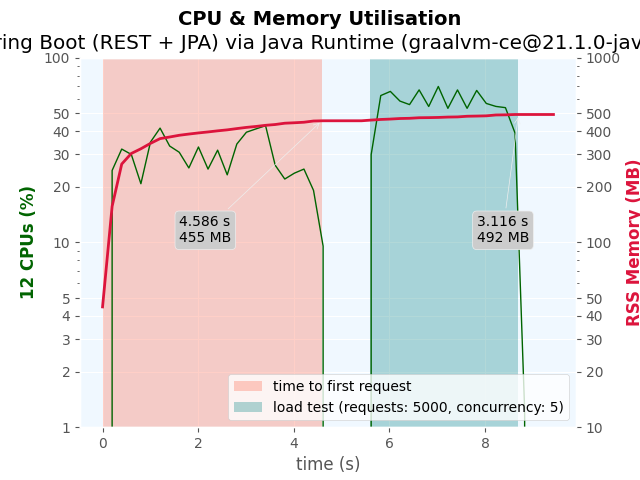 CPU & Memory Utilisation
ring Boot (REST + JPA) via Java Runtime (graalvm-ce@21.1.0-jav
100
50
40
30
20
10
5
4
3
2
1
12 CPUs (%)
1000
500
400
300
200
100
50
40
30
20
10
RSS Memory (MB)
4.586 s
455 MB
3.116 s
492 MB
time to first request
load test (requests: 5000, concurrency: 5)
0 2 4 6 8
time (s)